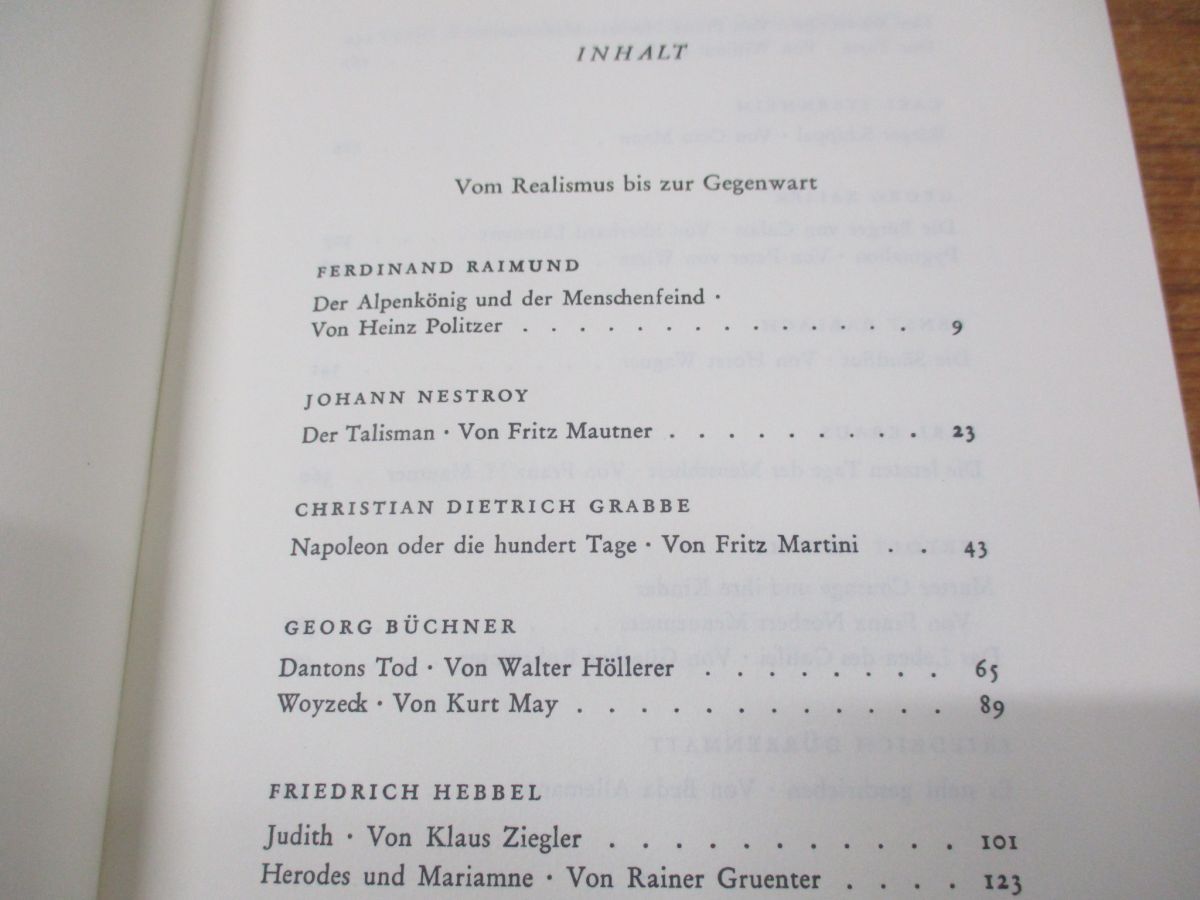 INHALT
Vom Realismus bis zur Gegenwart
FERDINAND RAIMUND
Der Alpenkönig und der Menschenfeind ·
Von Heinz Politzer . . . . . . . . . . . . . . . 9
JOHANN NESTROY
Der Talisman · Von Fritz Mautner . . . . . . . . . . 23
CHRISTIAN DIETRICH GRABBE
Napoleon oder die hundert Tage · Von Fritz Martini . . 43
GEORG BÜCHNER
Dantons Tod · Von Walter Höllerer . . . . . . . . 65
Woyzeck · Von Kurt May . . . . . . . . . . . . 89
FRIEDRICH HEBBEL
Judith · Von Klaus Ziegler . . . . . . . . . . . 101
Herodes und Mariamne · Von Rainer Gruenter . . . . 123